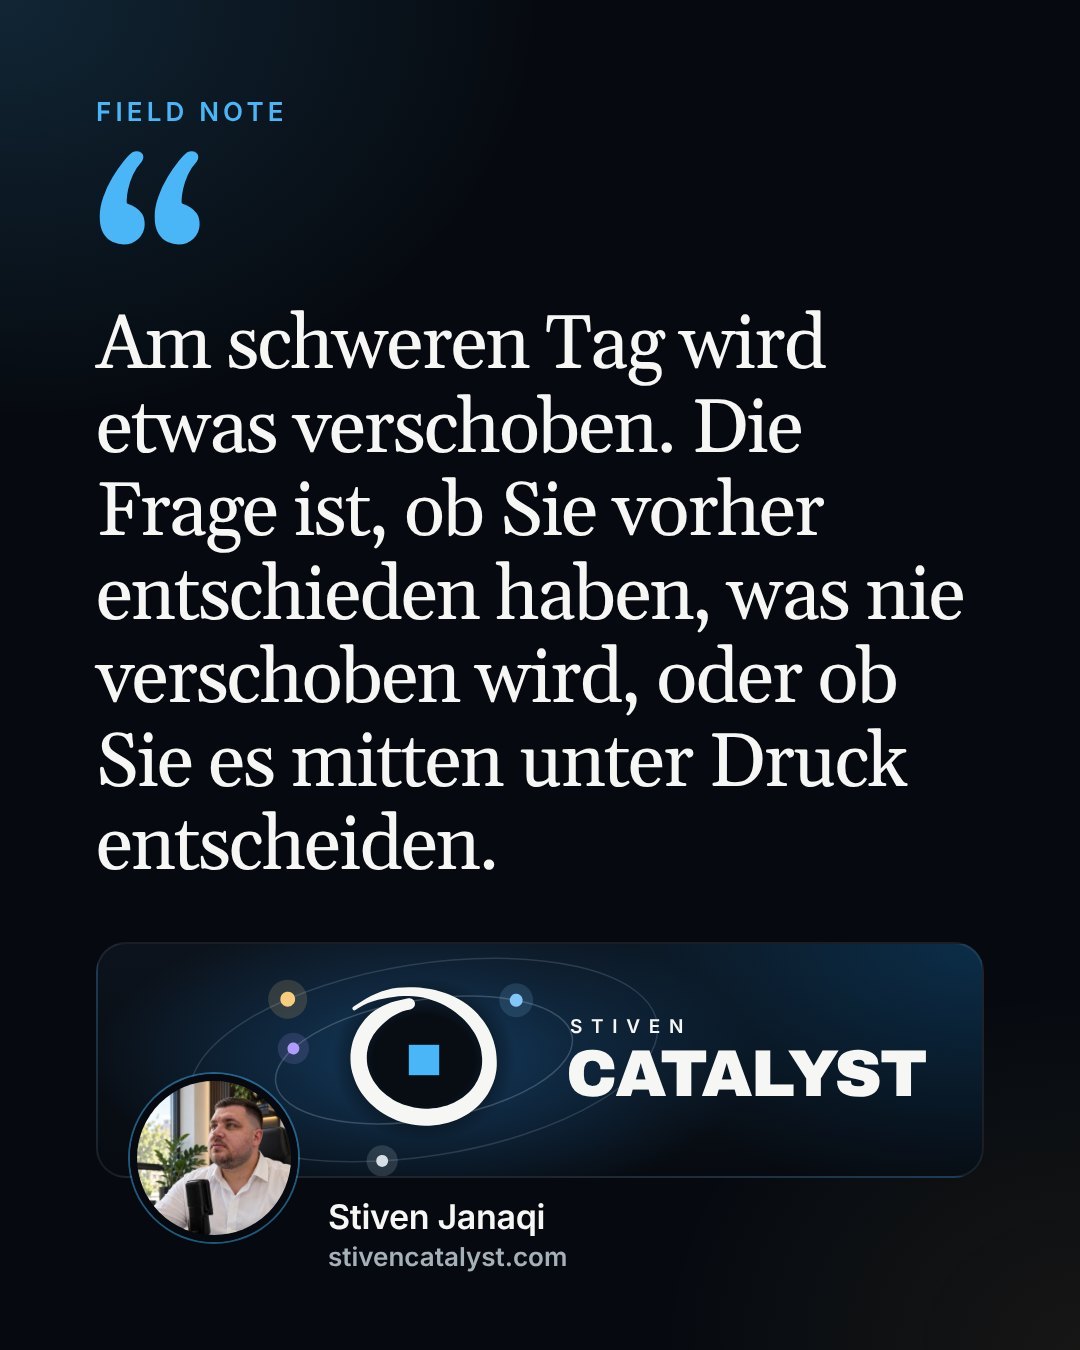 FIELD NOTE
“
Am schweren Tag wird
etwas verschoben. Die
Frage ist, ob Sie vorher
entschieden haben, was nie
verschoben wird, oder ob
Sie es mitten unter Druck
entscheiden.
STIVEN
CATALYST
Stiven Janaqi
stivencatalyst.com